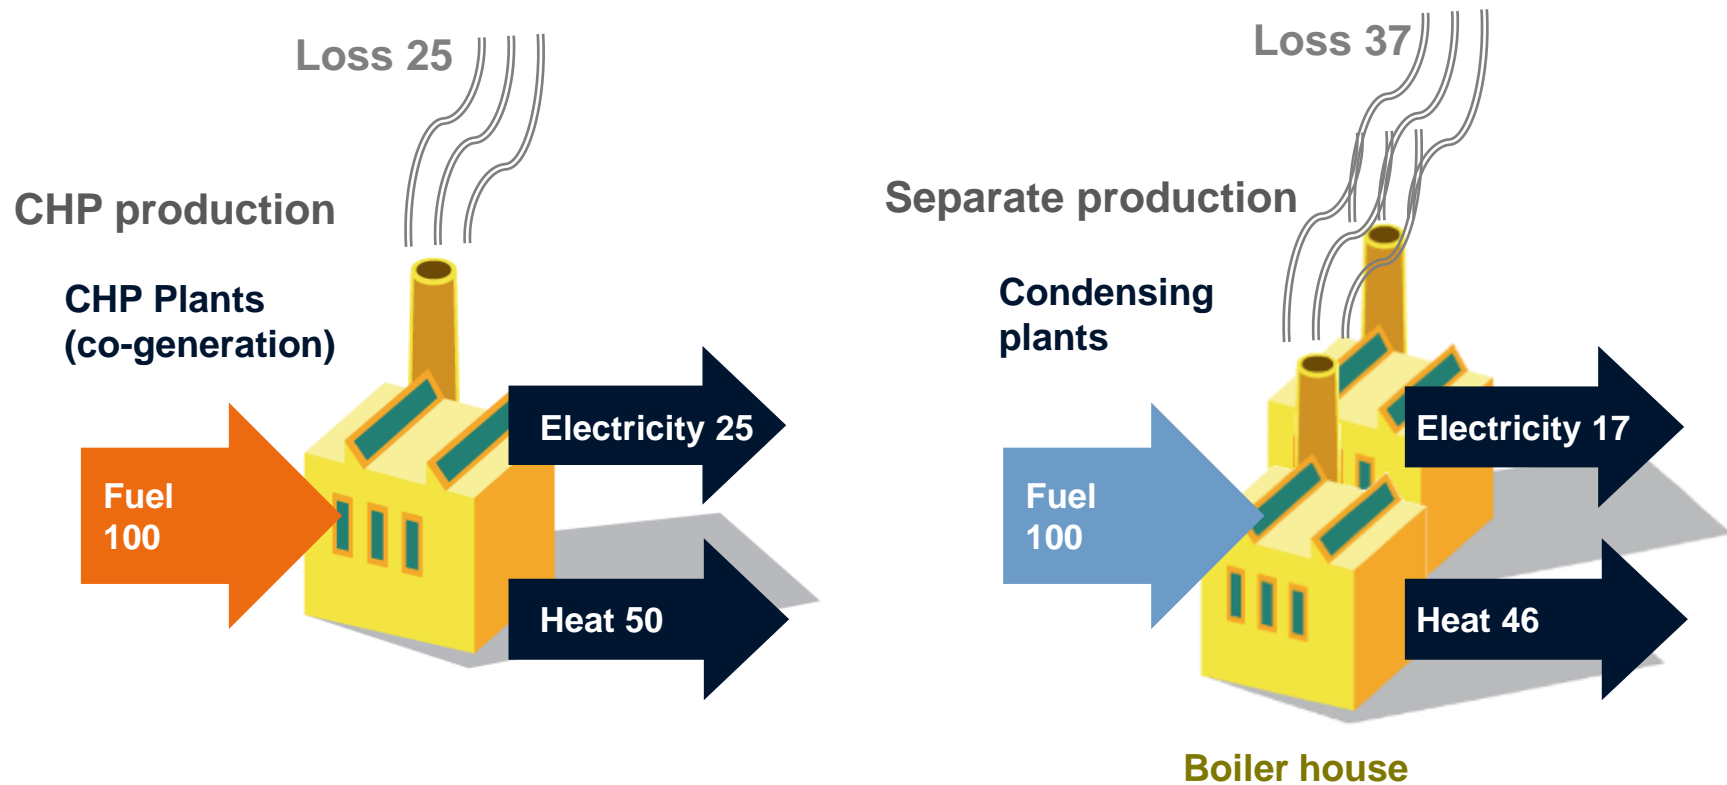 Loss 25
CHP production
CHP Plants
(co-generation)
Fuel
100
Electricity 25
Heat 50
Loss 37
Separate production
Condensing
plants
Fuel
100
Electricity 17
Heat 46
Boiler house